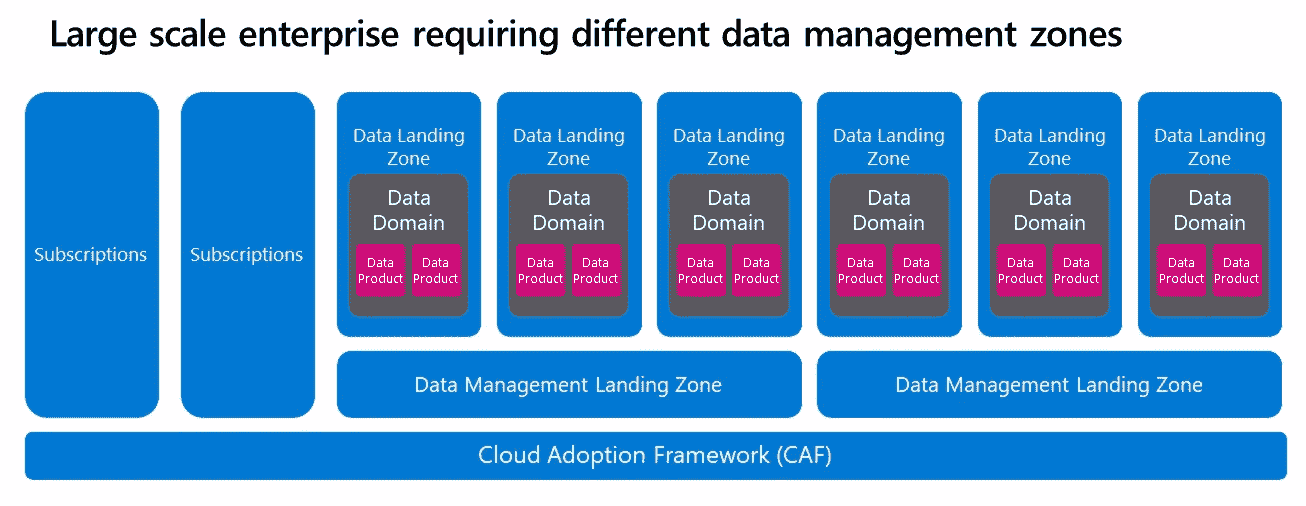 Large scale enterprise requiring different data management zones
Subscriptions
Subscriptions
Data Landing
Zone
Data
Domain
Data
Product
Data
Product
Data Landing
Zone
Data
Domain
Data
Product
Data
Product
Data Landing
Zone
Data
Domain
Data
Product
Data
Product
Data Landing
Zone
Data
Domain
Data
Product
Data
Product
Data Landing
Zone
Data
Domain
Data
Product
Data
Product
Data Landing
Zone
Data
Domain
Data
Product
Data
Product
Data Management Landing Zone
Data Management Landing Zone
Cloud Adoption Framework (CAF)